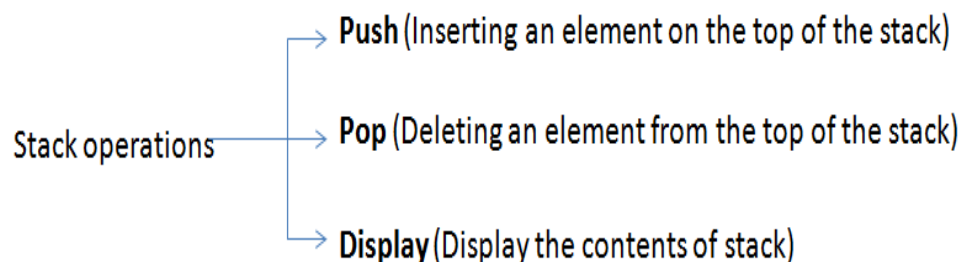 Push (Inserting an element on the top of the stack)
Stack operations
Pop (Deleting an element from the top of the stack)
Display (Display the contents of stack)